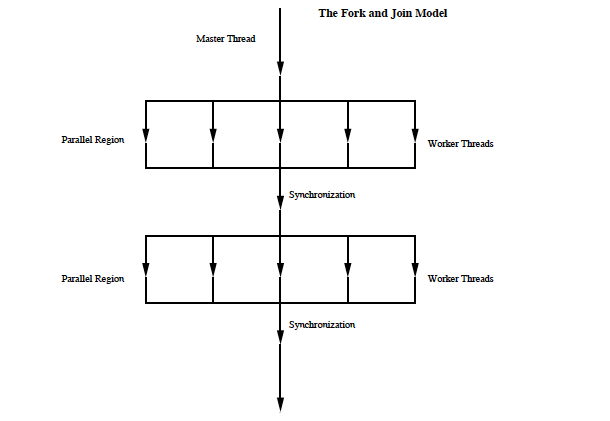 The Fork and Join Model
Master Thread
Parallel Region
Worker Threads
Synchronization
Parallel Region
Worker Threads
Synchronization